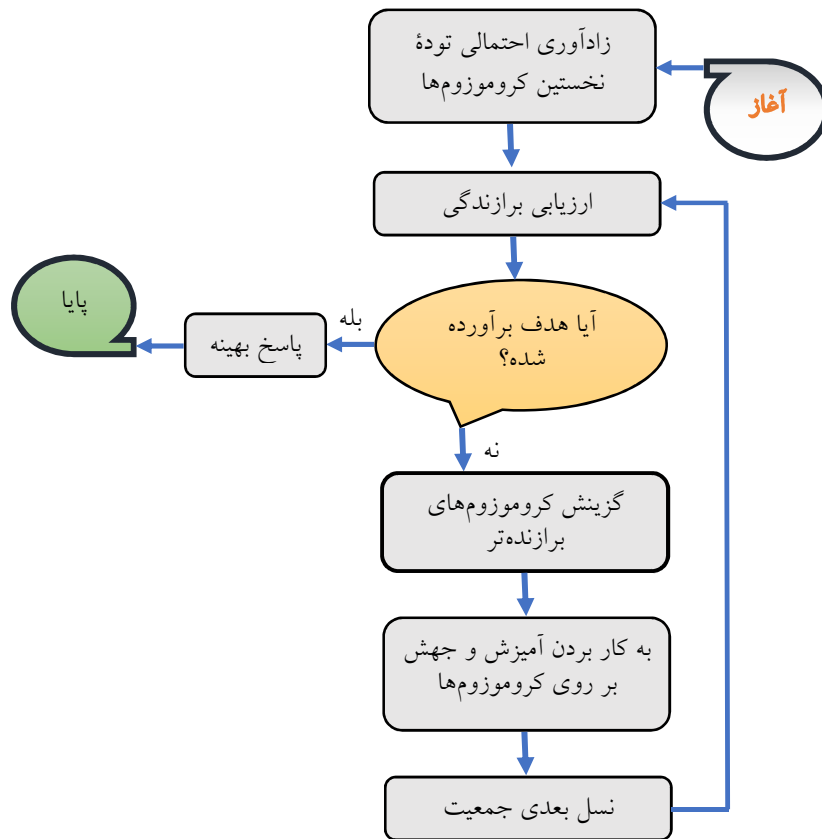 آغاز
زادآوری احتمالی تودۀ
نخستین کروموزوم‌ها
ارزیابی برازندگی
آیا هدف برآورده
شده؟
بله
پاسخ بهینه
پایا
نه
گزینش کروموزوم‌های
برازنده‌تر
به کار بردن آمیزش و جهش
بر روی کروموزوم‌ها
نسل بعدی جمعیت